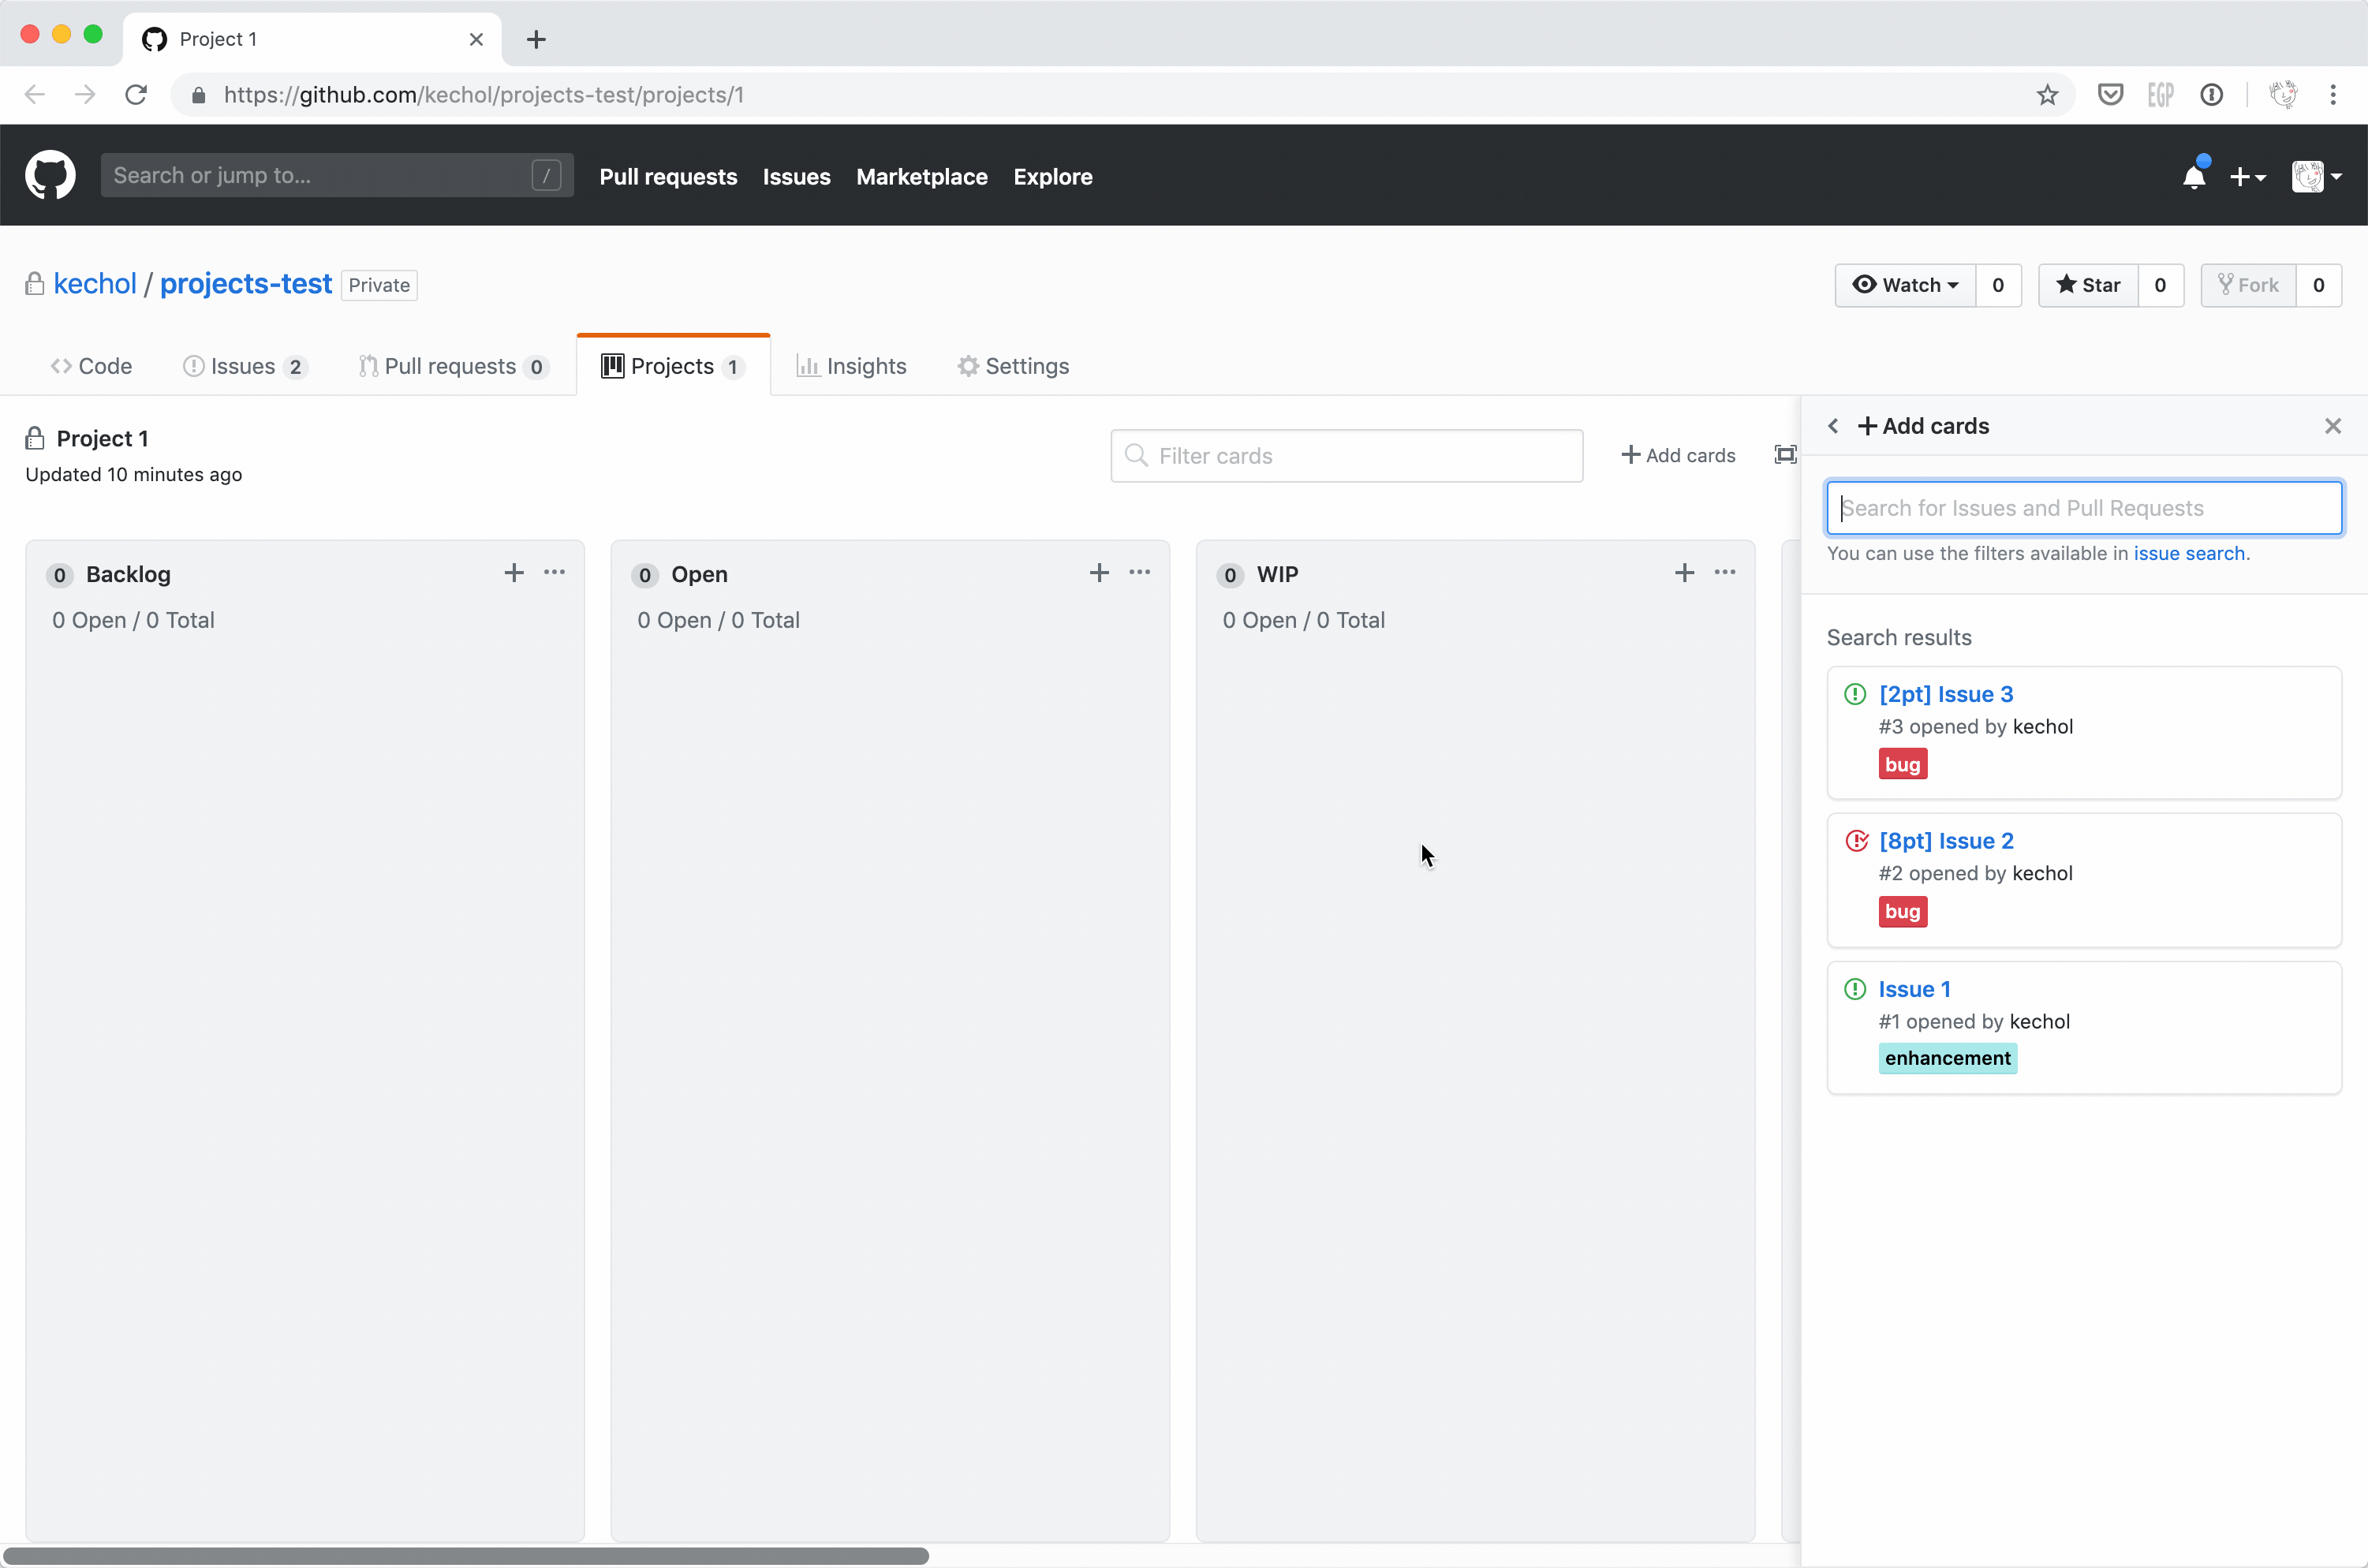 Project 1
https://github.com/kechol/projects-test/projects/1
EGP
Search or jump to... /
Pull requests Issues Marketplace Explore
kechol / projects-test Private
Watch 0 Star 0 Fork 0
Code Issues 2 Pull requests 0 Projects 1 Insights Settings
Project 1
Updated 10 minutes ago
Filter cards
Add cards
0 Backlog
0 Open / 0 Total
0 Open
0 Open / 0 Total
0 WIP
0 Open / 0 Total
Add cards
Search for Issues and Pull Requests
You can use the filters available in issue search.
Search results
[2pt] Issue 3
#3 opened by kechol
bug
[8pt] Issue 2
#2 opened by kechol
bug
Issue 1
#1 opened by kechol
enhancement